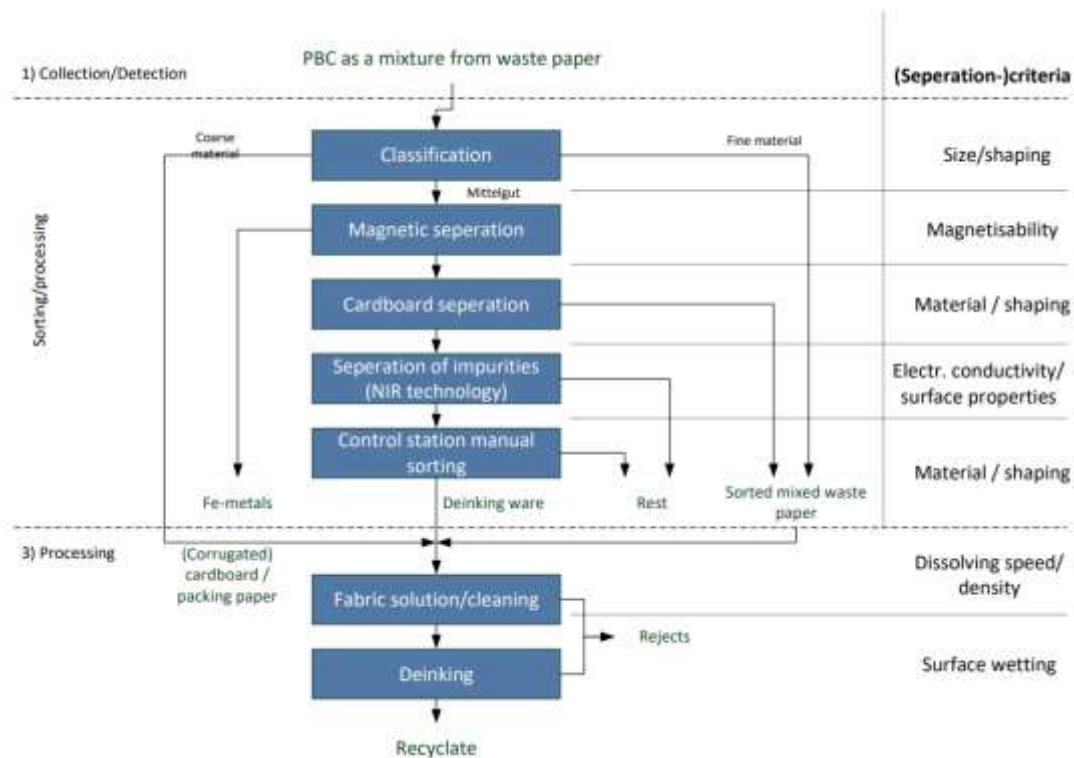 PBC as a mixture from waste paper
1) Collection/Detection
(Seperation-)criteria
Coarse
material
Classification
Fine material
Size/shaping
Mittelgut
Magnetic seperation
Magnetisability
Sorting/processing
Cardboard seperation
Material / shaping
Seperation of impurities
(NIR technology)
Electr. conductivity/
surface properties
Control station manual
sorting
Material / shaping
Fe-metals
Deinking ware
Rest
Sorted mixed waste
paper
3) Processing
(Corrugated)
cardboard /
packing paper
Dissolving speed/
density
Fabric solution/cleaning
Rejects
Surface wetting
Deinking
Recyclate